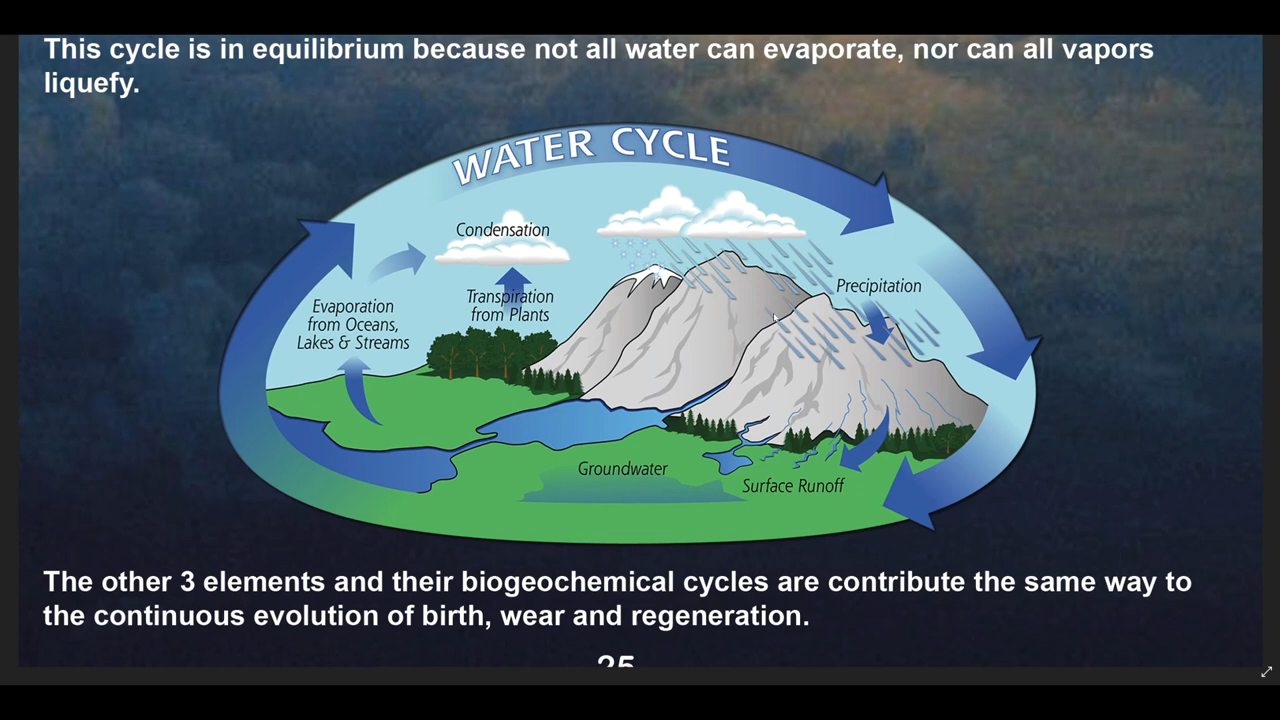 This cycle is in equilibrium because not all water can evaporate, nor can all vapors
liquefy.
WATER CYCLE
Condensation
Transpiration
from Plants
Evaporation
from Oceans,
Lakes & Streams
Precipitation
Groundwater
Surface Runoff
The other 3 elements and their biogeochemical cycles are contribute the same way to
the continuous evolution of birth, wear and regeneration.
25